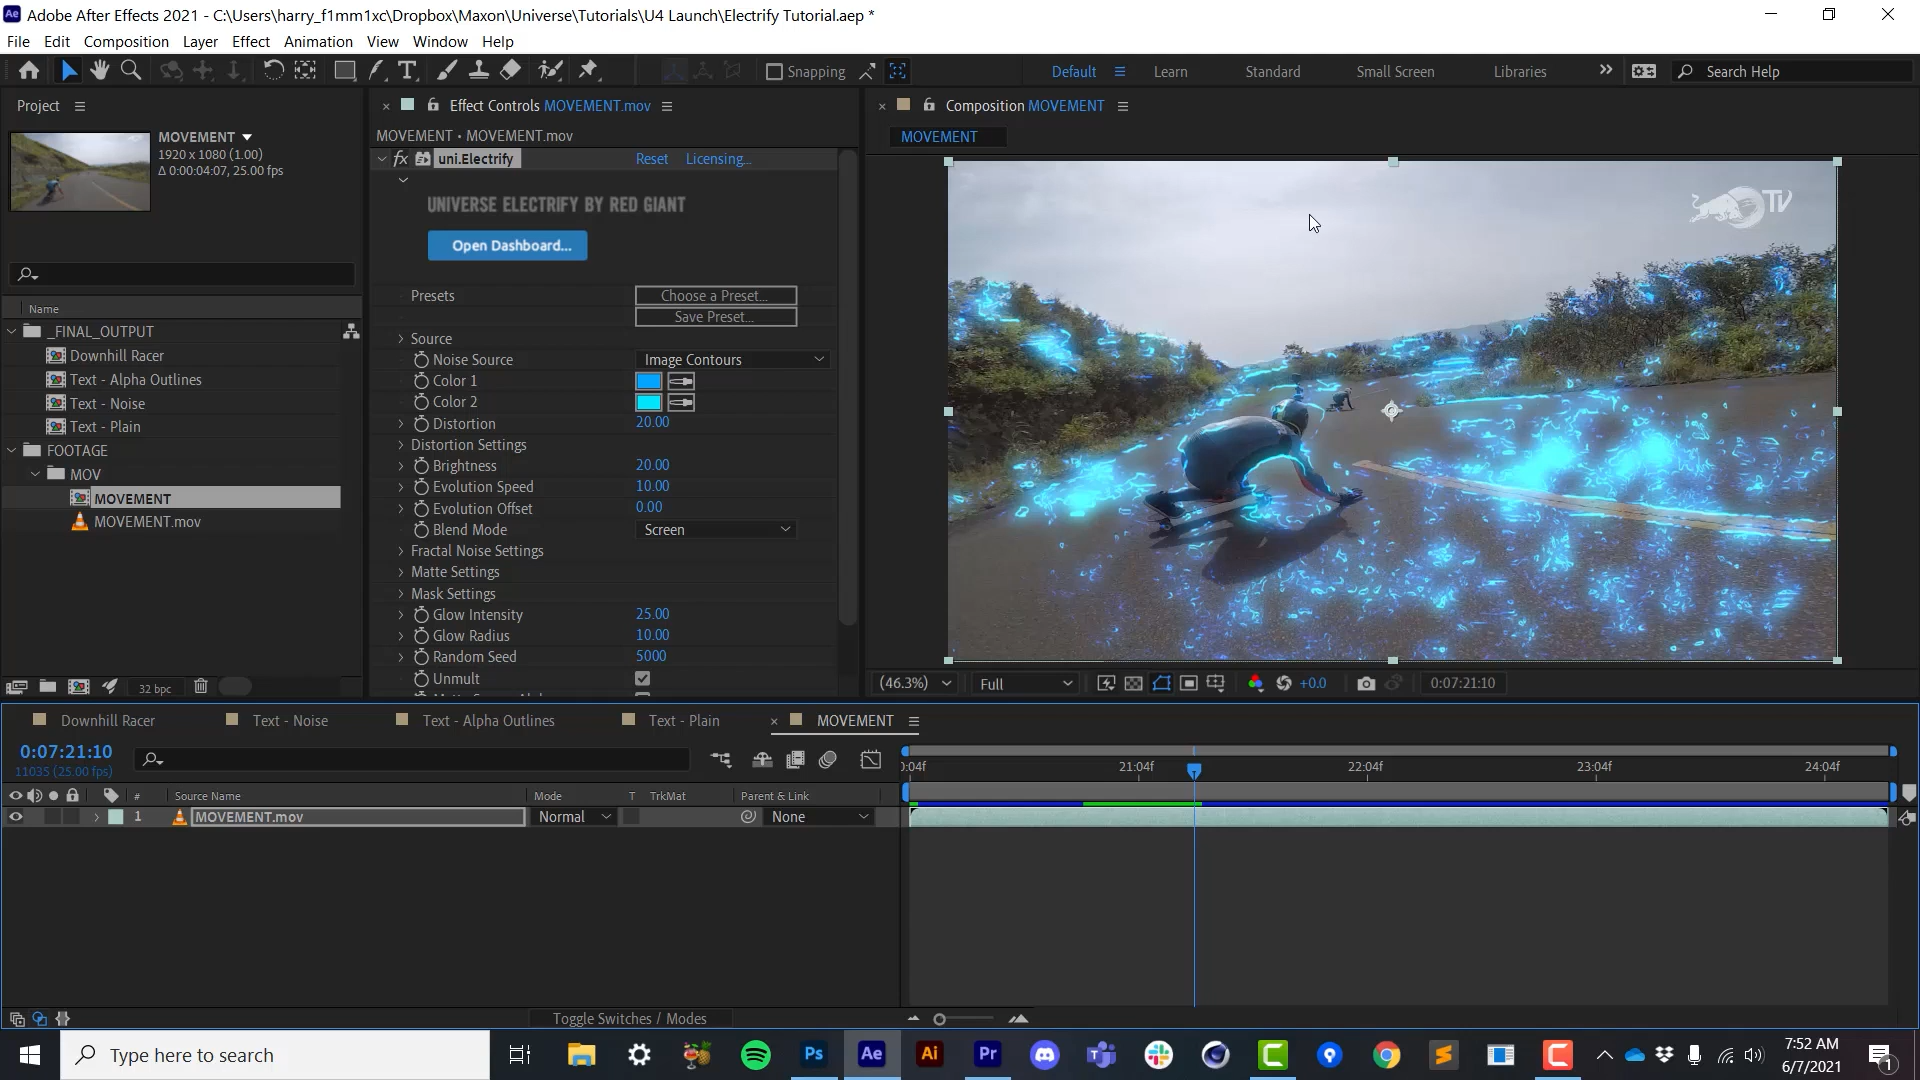 Adobe After Effects 2021 - C:\Users\harry_f1mm1xc\Dropbox\Maxon\Universe\Tutorials\U4 Launch\Electrify Tutorial.aep *
File Edit Composition Layer Effect Animation View Window Help
Snapping Default Learn Standard Small Screen Libraries Search Help
Project
MOVEMENT
1920 x 1080 (1.00)
Δ 0:00:04:07, 25.00 fps
Name
_FINAL_OUTPUT
Downhill Racer
Text - Alpha Outlines
Text - Noise
Text - Plain
FOOTAGE
MOV
MOVEMENT
MOVEMENT.mov
32 bpc
Effect Controls MOVEMENT.mov
MOVEMENT • MOVEMENT.mov
fx uni.Electrify Reset Licensing...
UNIVERSE ELECTRIFY BY RED GIANT
Open Dashboard...
Presets Choose a Preset...
Save Preset...
Source
Noise Source Image Contours
Color 1
Color 2
Distortion 20.00
Distortion Settings
Brightness 20.00
Evolution Speed 10.00
Evolution Offset 0.00
Blend Mode Screen
Fractal Noise Settings
Matte Settings
Mask Settings
Glow Intensity 25.00
Glow Radius 10.00
Random Seed 5000
Unmult
Composition MOVEMENT
MOVEMENT
TV
(46.3%) Full +0.0 0:07:21:10
Downhill Racer Text - Noise Text - Alpha Outlines Text - Plain MOVEMENT
0:07:21:10
11035 (25.00 fps)
:04f 21:04f 22:04f 23:04f 24:04f
# Source Name Mode T TrkMat Parent & Link
1 MOVEMENT.mov Normal None
Toggle Switches / Modes
Type here to search
Ps Ae Ai Pr
7:52 AM
6/7/2021
1